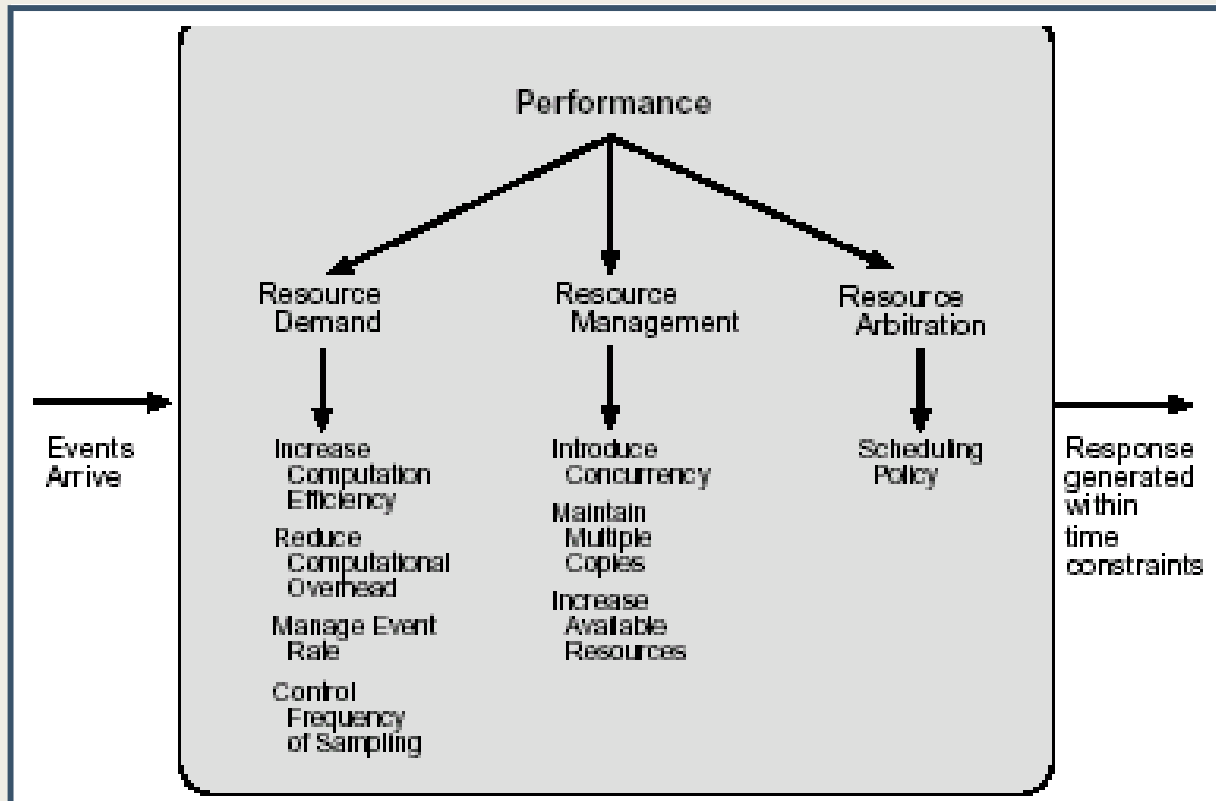 Performance
Resource
Demand
Resource
Management
Resource
Arbitration
Events
Arrive
Increase
Computation
Efficiency
Reduce
Computational
Overhead
Manage Event
Rate
Control
Frequency
of Sampling
Introduce
Concurrency
Maintain
Multiple
Copies
Increase
Available
Resources
Scheduling
Policy
Response
generated
within
time
constraints